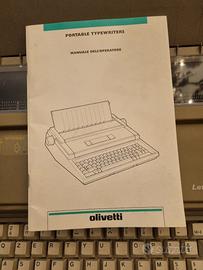 PORTABLE TYPEWRITERS
MANUALE DELL'OPERATORE
olivetti